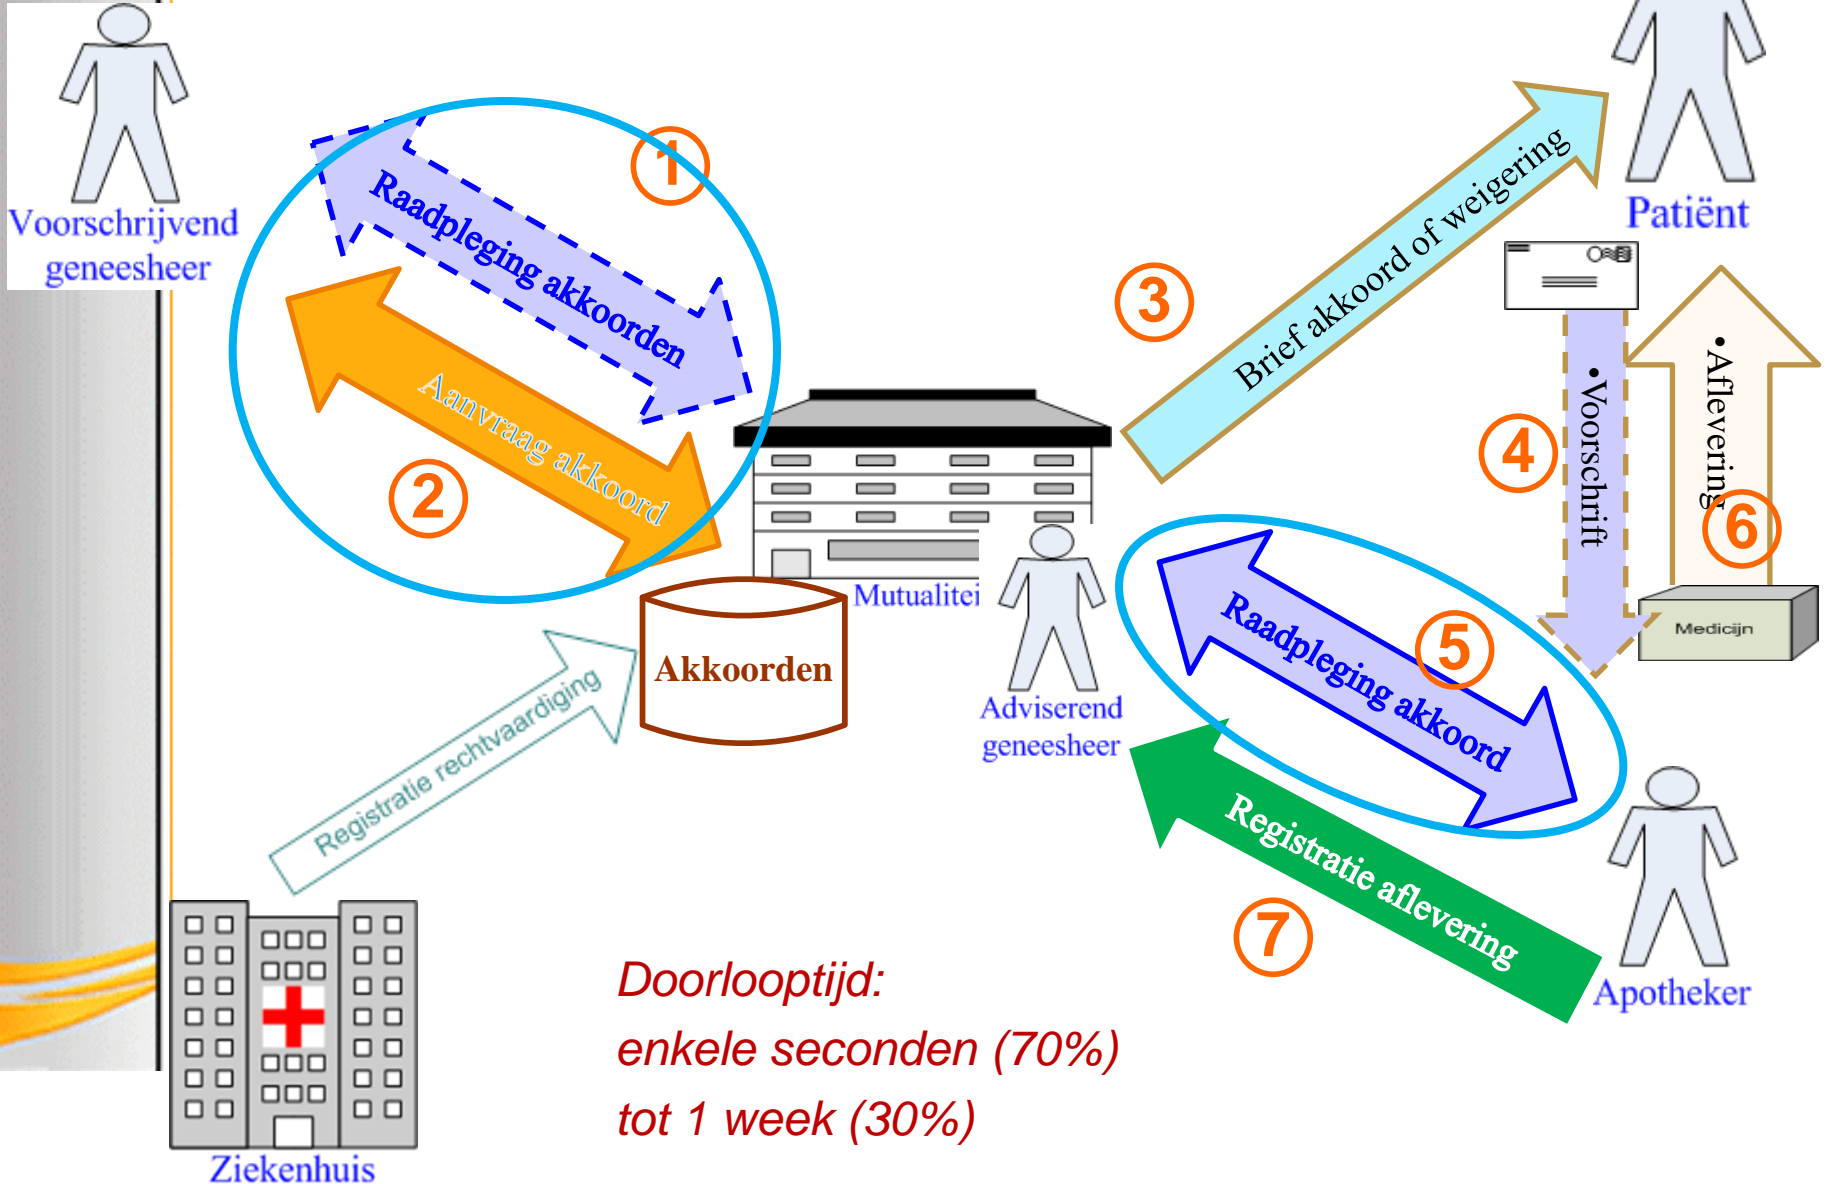 Voorschrijvend
geneesheer
1
Raadpleging akkoorden
Aanvraag akkoord
2
3
Brief akkoord of weigering
Patiënt
4
•Voorschrift
•Aflevering
6
Medicijn
Mutualitei
Akkoorden
Adviserend
geneesheer
5
Raadpleging akkoord
Registratie aflevering
7
Apotheker
Registratie rechtvaardiging
Doorlooptijd:
enkele seconden (70%)
tot 1 week (30%)
Ziekenhuis